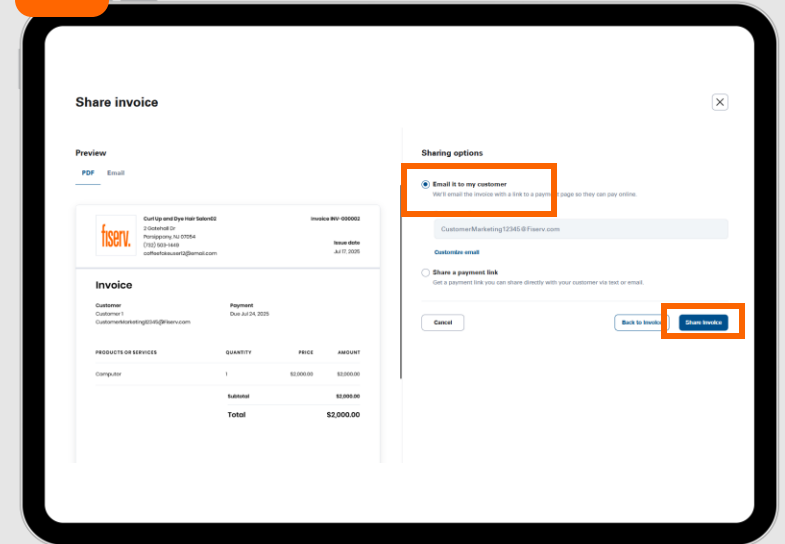 Share invoice
Preview
PDF Email
fiserv.
Curl Up and Dye Hair Salon02
2 Gatehall Dr
Parsippany, NJ 07054
(732) 503-1449
Invoice INV-000002
Issue date
Jul 17, 2025
Invoice
Customer
Customer 1
CustomerMarketing12345@Fiserv.com
Payment
Due Jul 24, 2025
PRODUCTS OR SERVICES QUANTITY PRICE AMOUNT
Computer 1 $2,000.00 $2,000.00
Subtotal $2,000.00
Total $2,000.00
Sharing options
Email it to my customer
We'll email the invoice with a link to a payment page so they can pay online.
CustomerMarketing12345@Fiserv.com
Customize email
Share a payment link
Get a payment link you can share directly with your customer via text or email.
Cancel
Back to Invoice
Share Invoice